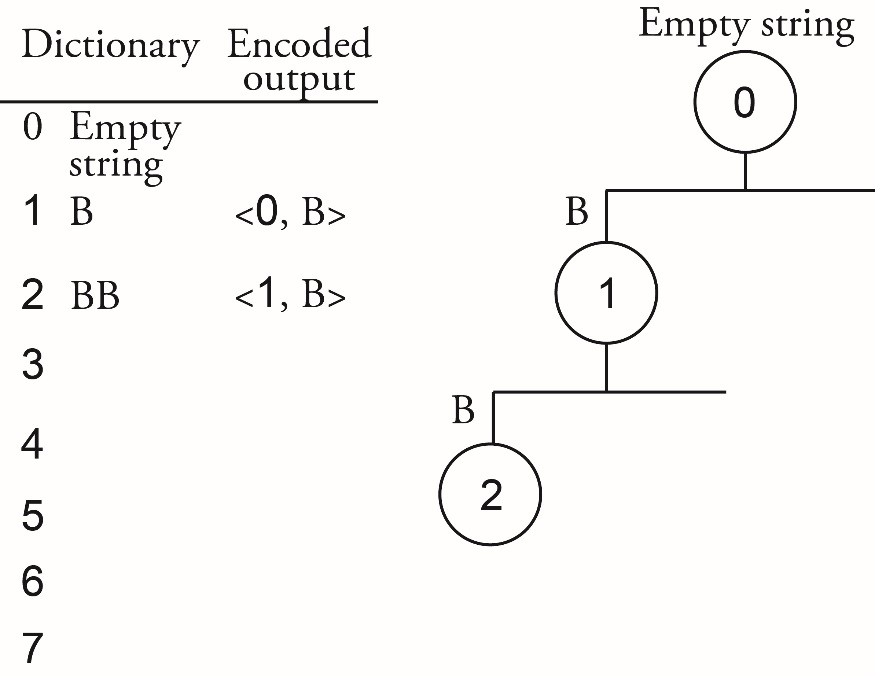 Dictionary Encoded
output
0 Empty
string
1 B <0, B>
2 BB <1, B>
3
4
5
6
7
Empty string
0
B
1
B
2